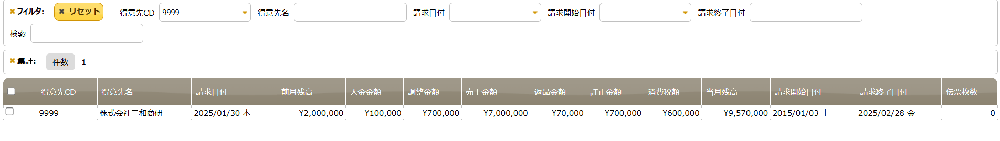 フィルタ: リセット 得意先CD 9999 得意先名 請求日付 請求開始日付 請求終了日付
検索
集計: 件数 1
得意先CD 得意先名 請求日付 前月残高 入金金額 調整金額 売上金額 返品金額 訂正金額 消費税額 当月残高 請求開始日付 請求終了日付 伝票枚数
9999 株式会社三和商研 2025/01/30 木 ¥2,000,000 ¥100,000 ¥700,000 ¥7,000,000 ¥70,000 ¥700,000 ¥600,000 ¥9,570,000 2015/01/03 土 2025/02/28 金 0